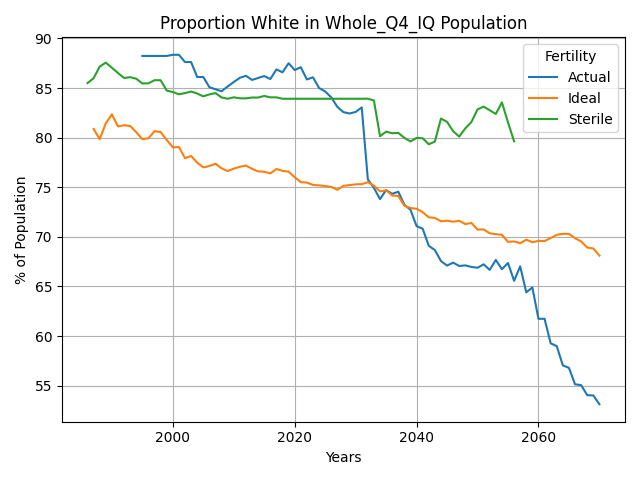 Proportion White in Whole_Q4_IQ Population
% of Population
90
85
80
75
70
65
60
55
Fertility
Actual
Ideal
Sterile
2000
2020
2040
2060
Years